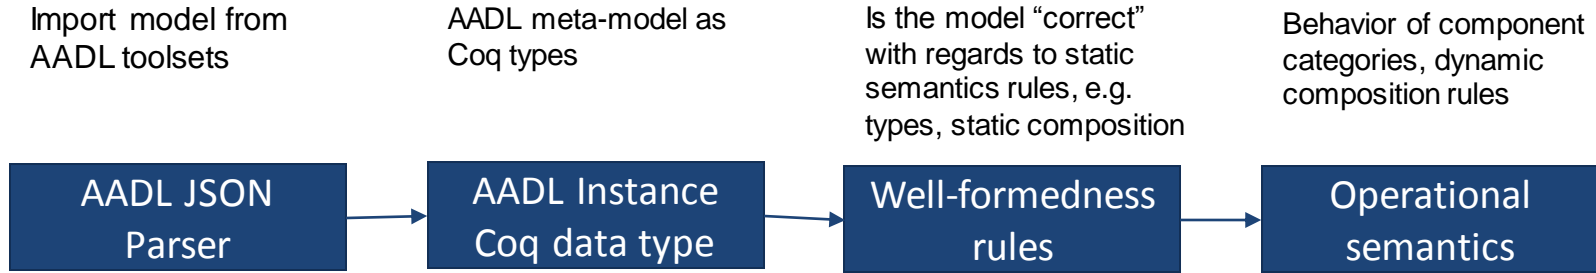 Import model from
AADL toolsets
AADL meta-model as
Coq types
Is the model “correct”
with regards to static
semantics rules, e.g.
types, static composition
Behavior of component
categories, dynamic
composition rules
AADL JSON
Parser
AADL Instance
Coq data type
Well-formedness
rules
Operational
semantics